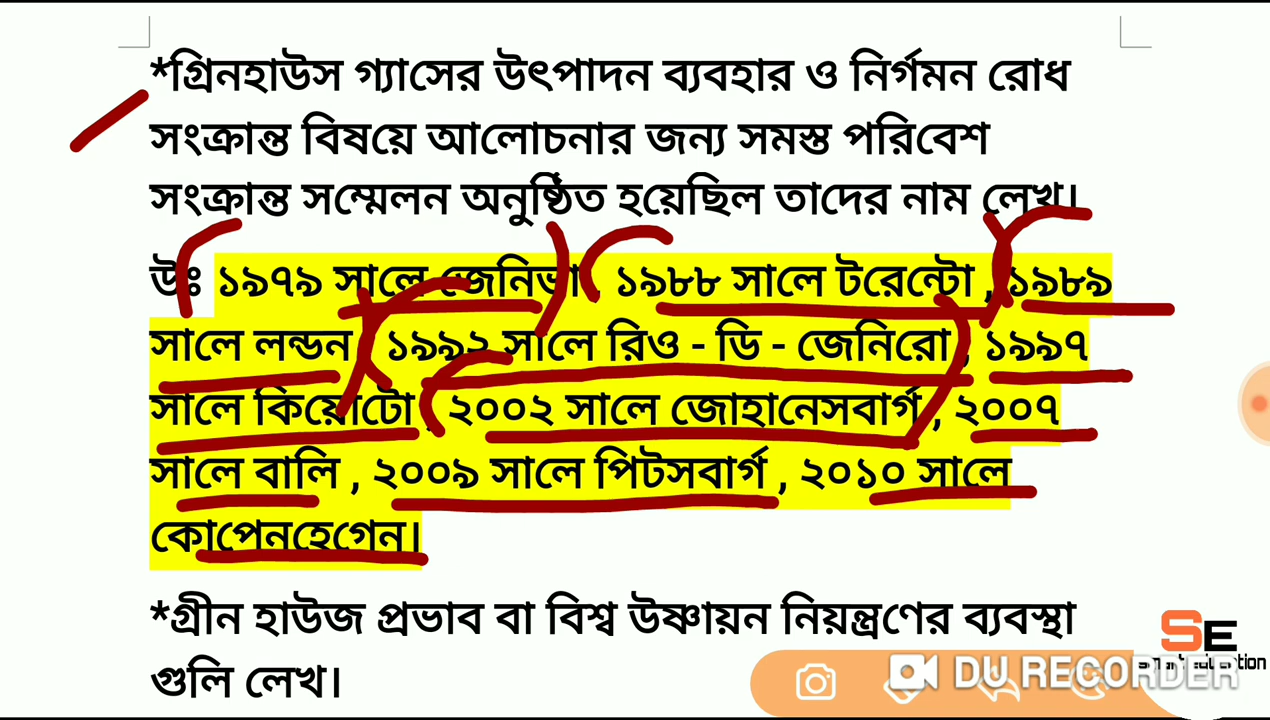 *গ্রিনহাউস গ্যাসের উৎপাদন ব্যবহার ও নির্গমন রোধ
সংক্রান্ত বিষয়ে আলোচনার জন্য সমস্ত পরিবেশ
সংক্রান্ত সম্মেলন অনুষ্ঠিত হয়েছিল তাদের নাম লেখ।
উঃ ১৯৭৯ সালে জেনিভা, ১৯৮৮ সালে টরেন্টো , ১৯৮৯
সালে লন্ডন, ১৯৯২ সালে রিও - ডি - জেনিরো , ১৯৯৭
সালে কিয়োটো , ২০০২ সালে জোহানেসবার্গ , ২০০৭
সালে বালি , ২০০৯ সালে পিটসবার্গ , ২০১০ সালে
কোপেনহেগেন।
*গ্রীন হাউজ প্রভাব বা বিশ্ব উষ্ণায়ন নিয়ন্ত্রণের ব্যবস্থা
গুলি লেখ।
SE
smart education
DU RECORDER